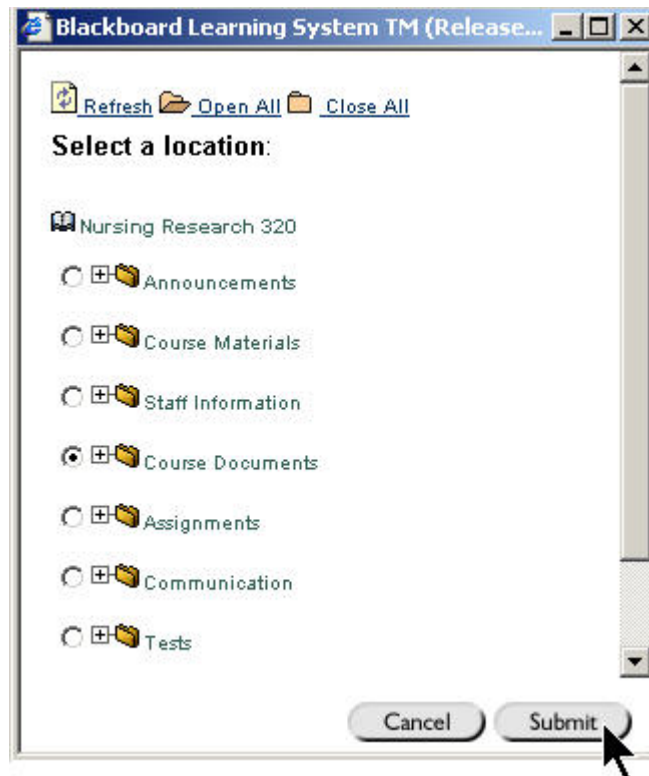 Blackboard Learning System TM (Release...
Refresh Open All Close All
Select a location:
Nursing Research 320
Announcements
Course Materials
Staff Information
Course Documents
Assignments
Communication
Tests
Cancel Submit